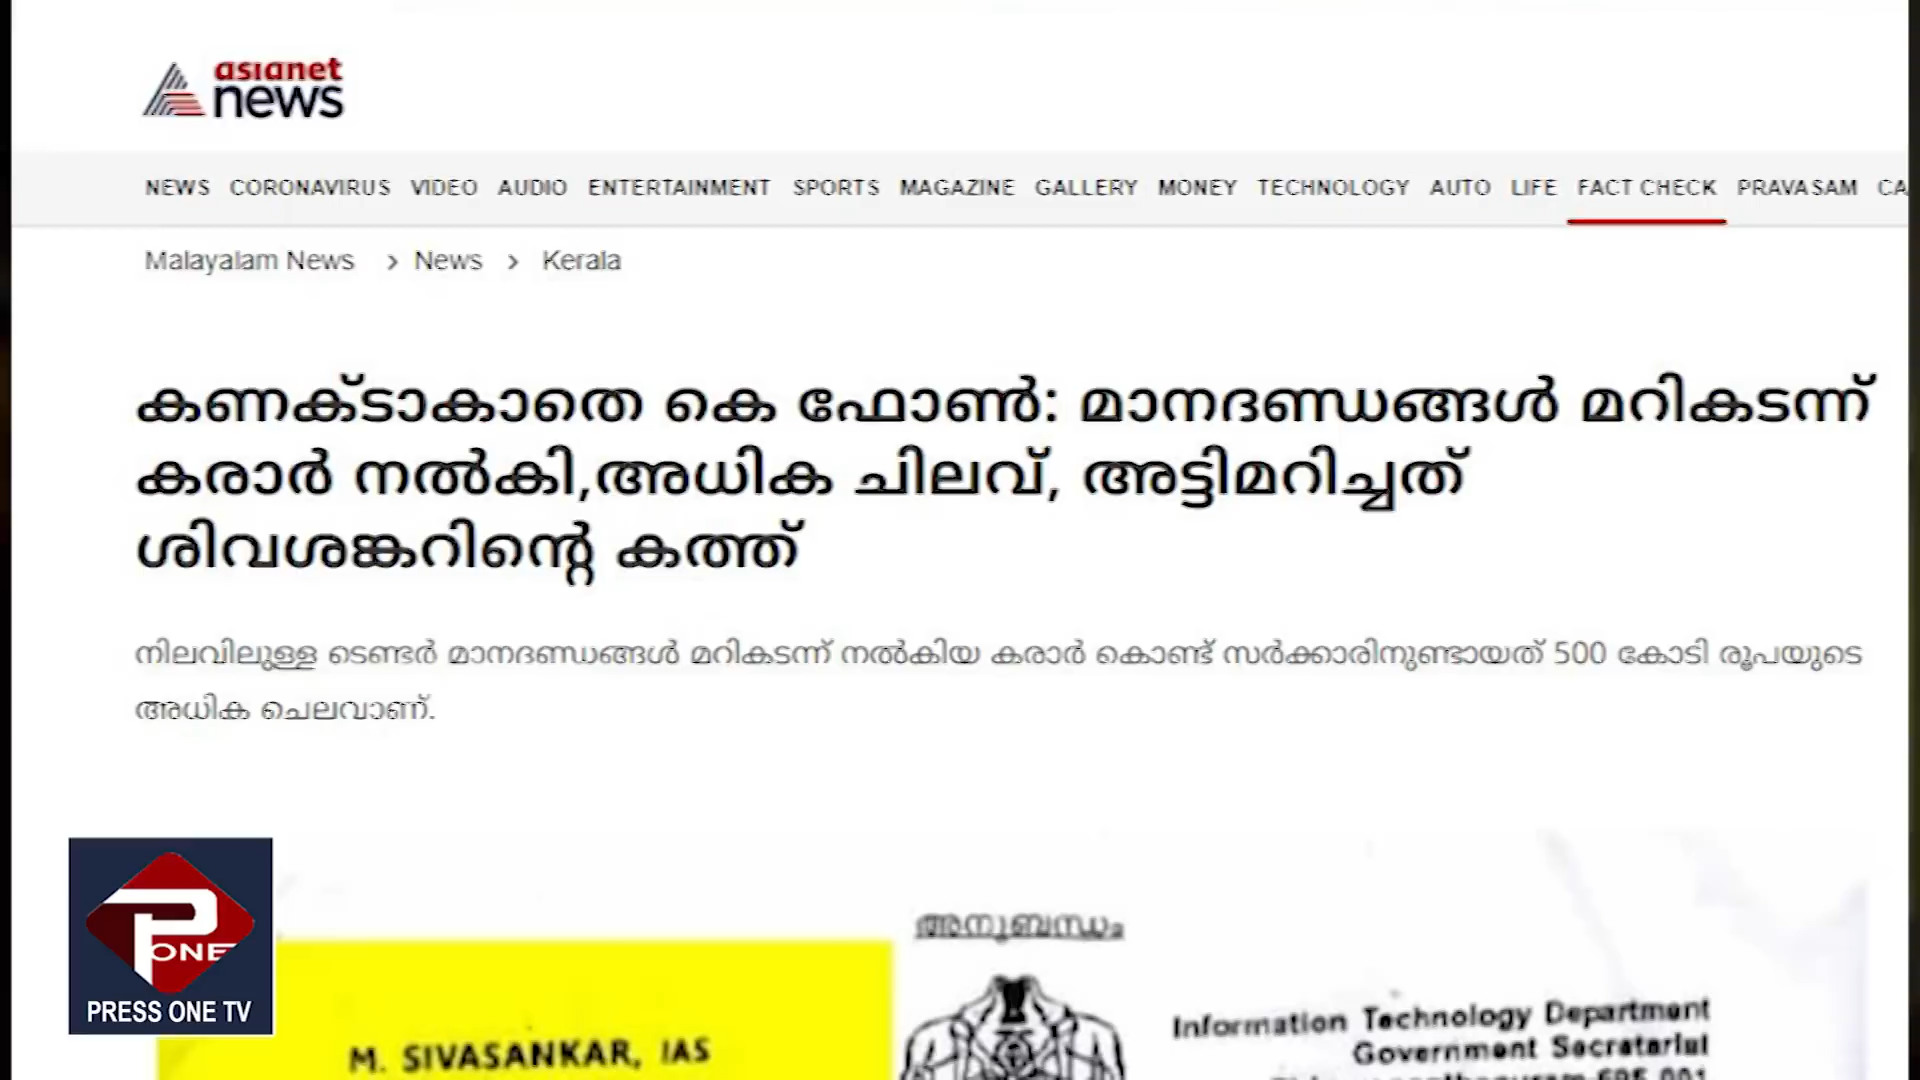 asianet
news
NEWS CORONAVIRUS VIDEO AUDIO ENTERTAINMENT SPORTS MAGAZINE GALLERY MONEY TECHNOLOGY AUTO LIFE FACT CHECK PRAVASAM CA
Malayalam News > News > Kerala
കണക്ടാകാതെ കെ ഫോൺ: മാനദണ്ഡങ്ങൾ മറികടന്ന്
കരാർ നൽകി,അധിക ചിലവ്, അട്ടിമറിച്ചത്
ശിവശങ്കറിന്റെ കത്ത്
നിലവിലുള്ള ടെണ്ടർ മാനദണ്ഡങ്ങൾ മറികടന്ന് നൽകിയ കരാർ കൊണ്ട് സർക്കാരിനുണ്ടായത് 500 കോടി രൂപയുടെ
അധിക ചെലവാണ്.
അനുബന്ധം
M. SIVASANKAR, IAS
Information Technology Department
Government Secretariat
P ONE
PRESS ONE TV